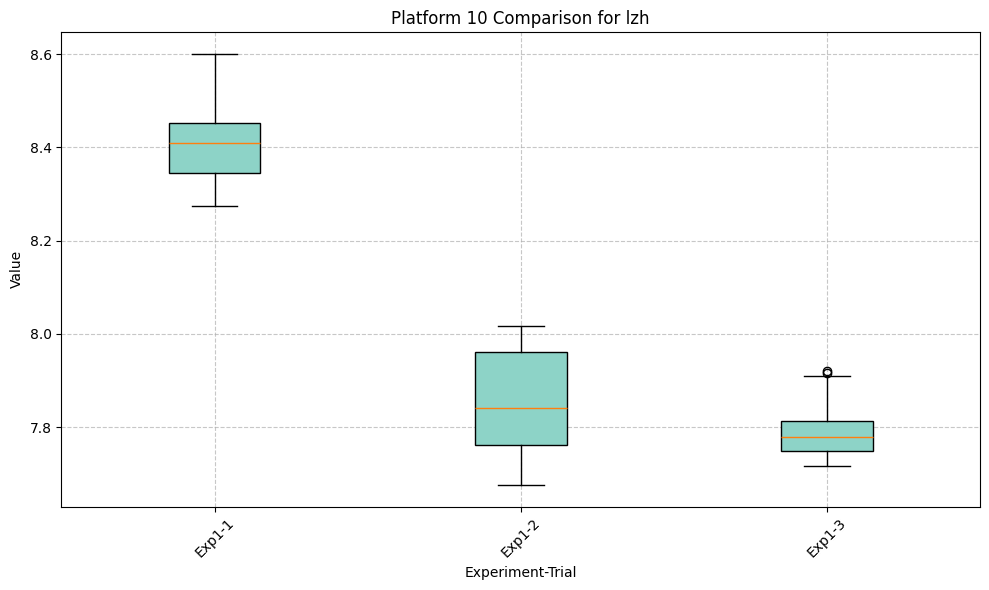 Platform 10 Comparison for lzh
8.6
8.4
8.2
8.0
7.8
Value
Exp1-1
Exp1-2
Exp1-3
Experiment-Trial